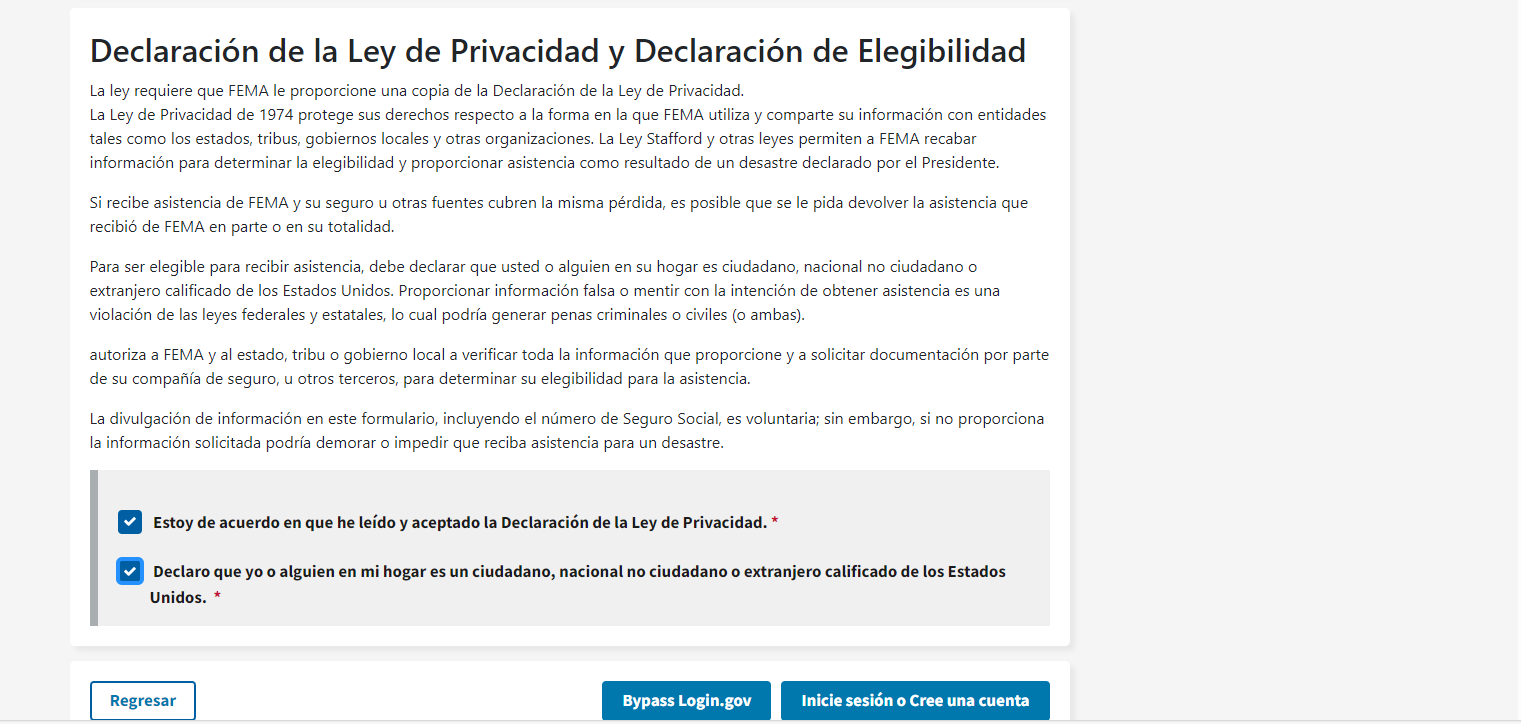 Declaración de la Ley de Privacidad y Declaración de Elegibilidad
La ley requiere que FEMA le proporcione una copia de la Declaración de la Ley de Privacidad.
La Ley de Privacidad de 1974 protege sus derechos respecto a la forma en la que FEMA utiliza y comparte su información con entidades
tales como los estados, tribus, gobiernos locales y otras organizaciones. La Ley Stafford y otras leyes permiten a FEMA recabar
información para determinar la elegibilidad y proporcionar asistencia como resultado de un desastre declarado por el Presidente.
Si recibe asistencia de FEMA y su seguro u otras fuentes cubren la misma pérdida, es posible que se le pida devolver la asistencia que
recibió de FEMA en parte o en su totalidad.
Para ser elegible para recibir asistencia, debe declarar que usted o alguien en su hogar es ciudadano, nacional no ciudadano o
extranjero calificado de los Estados Unidos. Proporcionar información falsa o mentir con la intención de obtener asistencia es una
violación de las leyes federales y estatales, lo cual podría generar penas criminales o civiles (o ambas).
autoriza a FEMA y al estado, tribu o gobierno local a verificar toda la información que proporcione y a solicitar documentación por parte
de su compañía de seguro, u otros terceros, para determinar su elegibilidad para la asistencia.
La divulgación de información en este formulario, incluyendo el número de Seguro Social, es voluntaria; sin embargo, si no proporciona
la información solicitada podría demorar o impedir que reciba asistencia para un desastre.
Estoy de acuerdo en que he leído y aceptado la Declaración de la Ley de Privacidad. *
Declaro que yo o alguien en mi hogar es un ciudadano, nacional no ciudadano o extranjero calificado de los Estados
Unidos. *
Regresar
Bypass Login.gov
Inicie sesión o Cree una cuenta